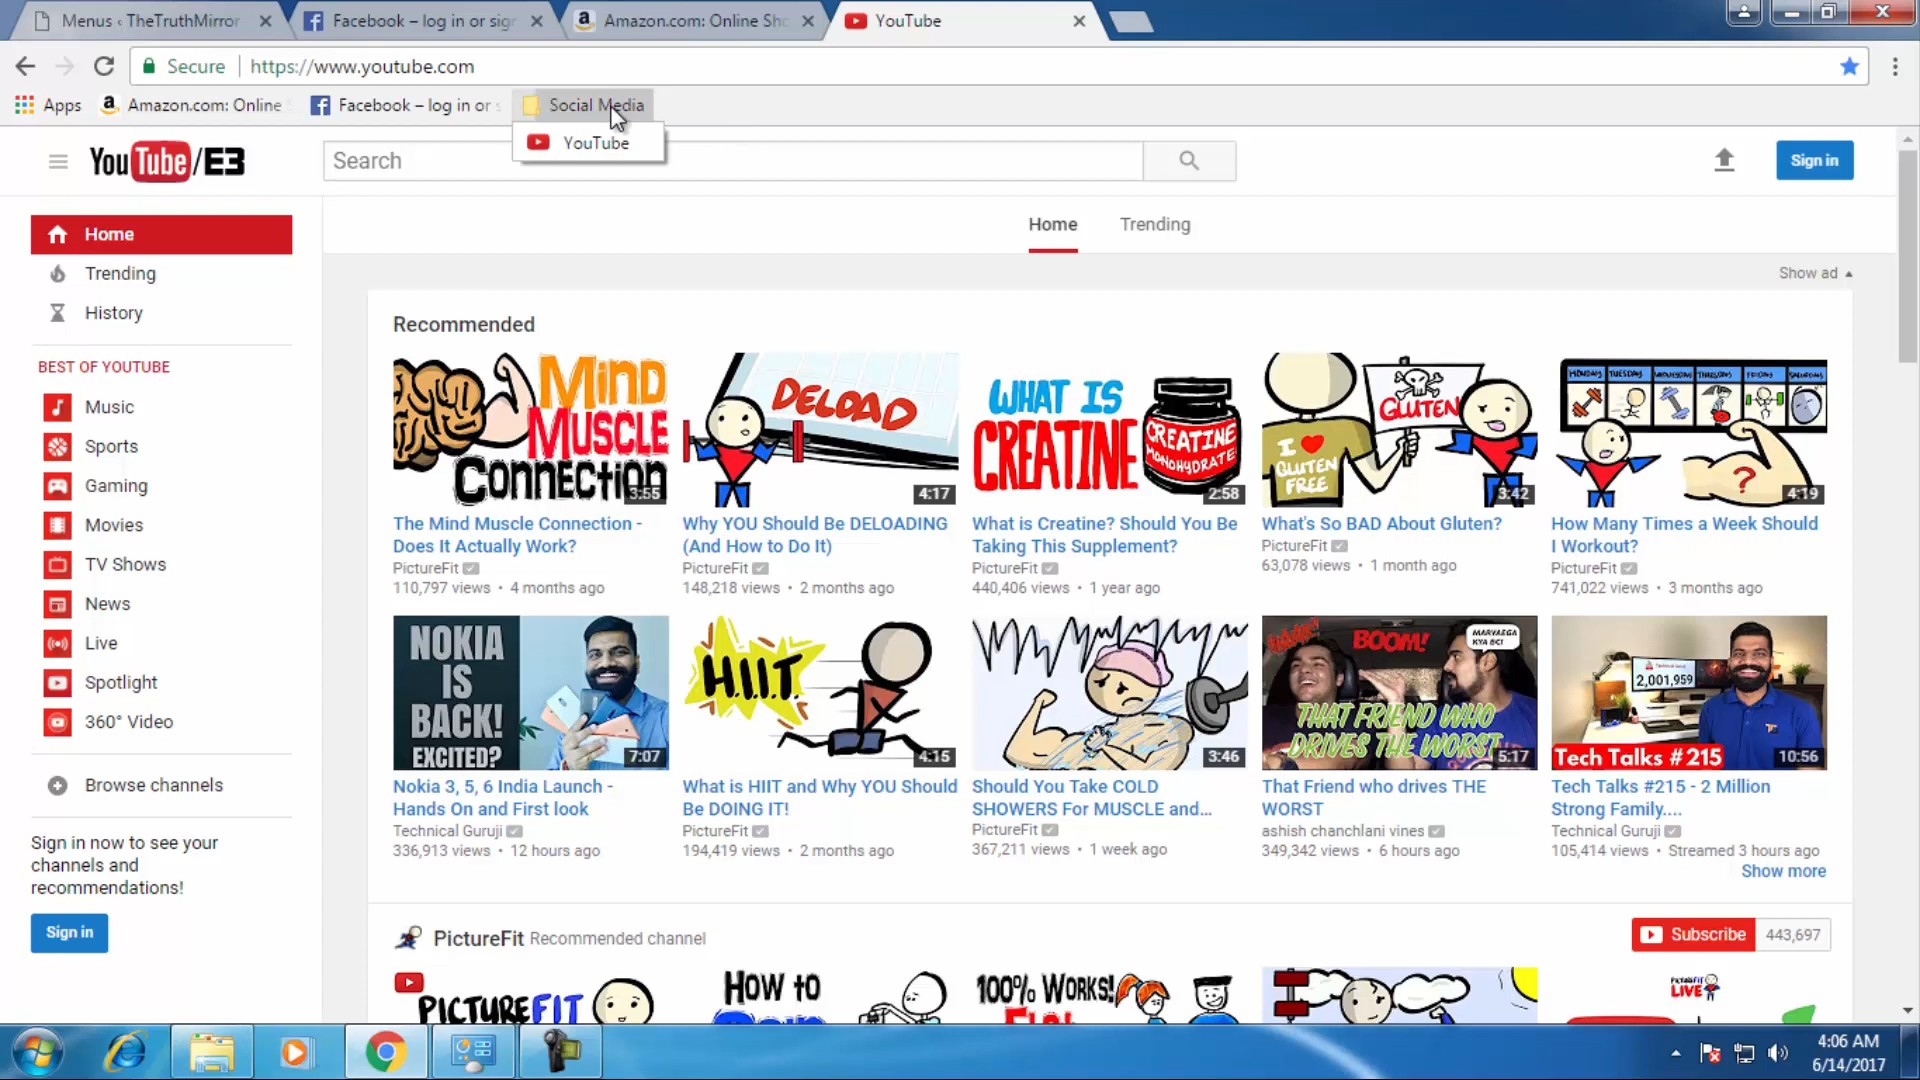 Menus ‹ TheTruthMirror
Facebook – log in or sig
Amazon.com: Online Sho
YouTube
Secure https://www.youtube.com
Apps
Amazon.com: Online
Facebook – log in or s
Social Media
YouTube
YouTube/E3
Search
Sign in
Home
Trending
History
BEST OF YOUTUBE
Music
Sports
Gaming
Movies
TV Shows
News
Live
Spotlight
360° Video
Browse channels
Sign in now to see your
channels and
recommendations!
Sign in
Home Trending
Show ad
Recommended
MIND
MUSCLE
CONNECTION
3:55
The Mind Muscle Connection -
Does It Actually Work?
PictureFit
110,797 views • 4 months ago
DELOAD
4:17
Why YOU Should Be DELOADING
(And How to Do It)
PictureFit
148,218 views • 2 months ago
WHAT IS
CREATINE
CREATINE
MONOHYDRATE
2:58
What is Creatine? Should You Be
Taking This Supplement?
PictureFit
440,406 views • 1 year ago
GLUTEN
I ♥
GLUTEN
FREE
3:42
What's So BAD About Gluten?
PictureFit
63,078 views • 1 month ago
MONDAY TUESDAY WEDNESDAY THURSDAY FRIDAY SATURDAY
?
4:19
How Many Times a Week Should
I Workout?
PictureFit
741,022 views • 3 months ago
NOKIA
IS
BACK!
EXCITED?
7:07
Nokia 3, 5, 6 India Launch -
Hands On and First look
Technical Guruji
336,913 views • 12 hours ago
H.I.I.T.
4:15
What is HIIT and Why YOU Should
Be DOING IT!
PictureFit
194,419 views • 2 months ago
3:46
Should You Take COLD
SHOWERS For MUSCLE and...
PictureFit
367,211 views • 1 week ago
BOOM!
MARVAEGA
KYA BCI
THAT FRIEND WHO
DRIVES THE WORST
5:17
That Friend who drives THE
WORST
ashish chanchlani vines
349,342 views • 6 hours ago
2,001,959
Tech Talks # 215
10:56
Tech Talks #215 - 2 Million
Strong Family....
Technical Guruji
105,414 views • Streamed 3 hours ago
Show more
PictureFit Recommended channel
Subscribe 443,697
PICTUREFIT
HOW TO
100% WORKS!
PICTUREFIT
LIVE
4:06 AM
6/14/2017